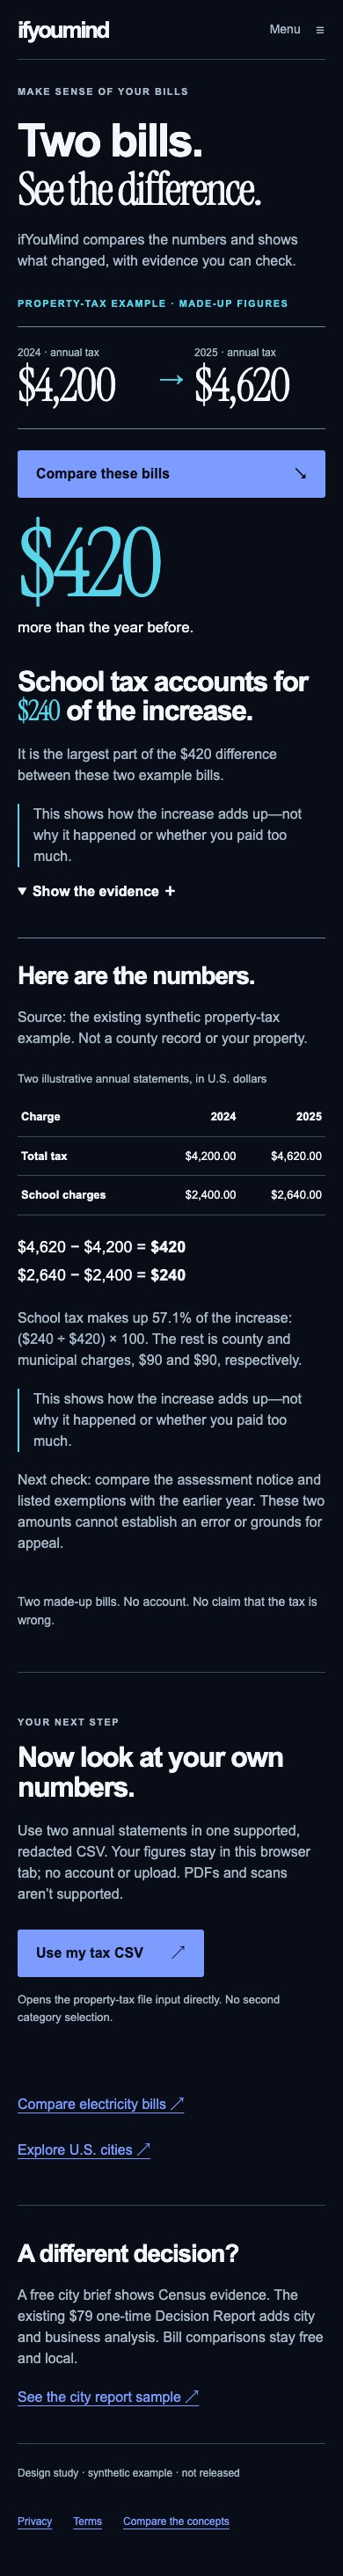 ifyoumind
Menu ≡
MAKE SENSE OF YOUR BILLS
Two bills.
See the difference.
ifYouMind compares the numbers and shows
what changed, with evidence you can check.
PROPERTY-TAX EXAMPLE · MADE-UP FIGURES
2024 · annual tax 2025 · annual tax
$4,200 → $4,620
Compare these bills ↘
$420
more than the year before.
School tax accounts for
$240 of the increase.
It is the largest part of the $420 difference
between these two example bills.
This shows how the increase adds up—not
why it happened or whether you paid too
much.
▼ Show the evidence +
Here are the numbers.
Source: the existing synthetic property-tax
example. Not a county record or your property.
Two illustrative annual statements, in U.S. dollars
Charge 2024 2025
Total tax $4,200.00 $4,620.00
School charges $2,400.00 $2,640.00
$4,620 − $4,200 = $420
$2,640 − $2,400 = $240
School tax makes up 57.1% of the increase:
($240 ÷ $420) × 100. The rest is county and
municipal charges, $90 and $90, respectively.
This shows how the increase adds up—not
why it happened or whether you paid too
much.
Next check: compare the assessment notice and
listed exemptions with the earlier year. These two
amounts cannot establish an error or grounds for
appeal.
Two made-up bills. No account. No claim that the tax is
wrong.
YOUR NEXT STEP
Now look at your own
numbers.
Use two annual statements in one supported,
redacted CSV. Your figures stay in this browser
tab; no account or upload. PDFs and scans
aren’t supported.
Use my tax CSV ↗
Opens the property-tax file input directly. No second
category selection.
Compare electricity bills ↗
Explore U.S. cities ↗
A different decision?
A free city brief shows Census evidence. The
existing $79 one-time Decision Report adds city
and business analysis. Bill comparisons stay free
and local.
See the city report sample ↗
Design study · synthetic example · not released
Privacy Terms Compare the concepts